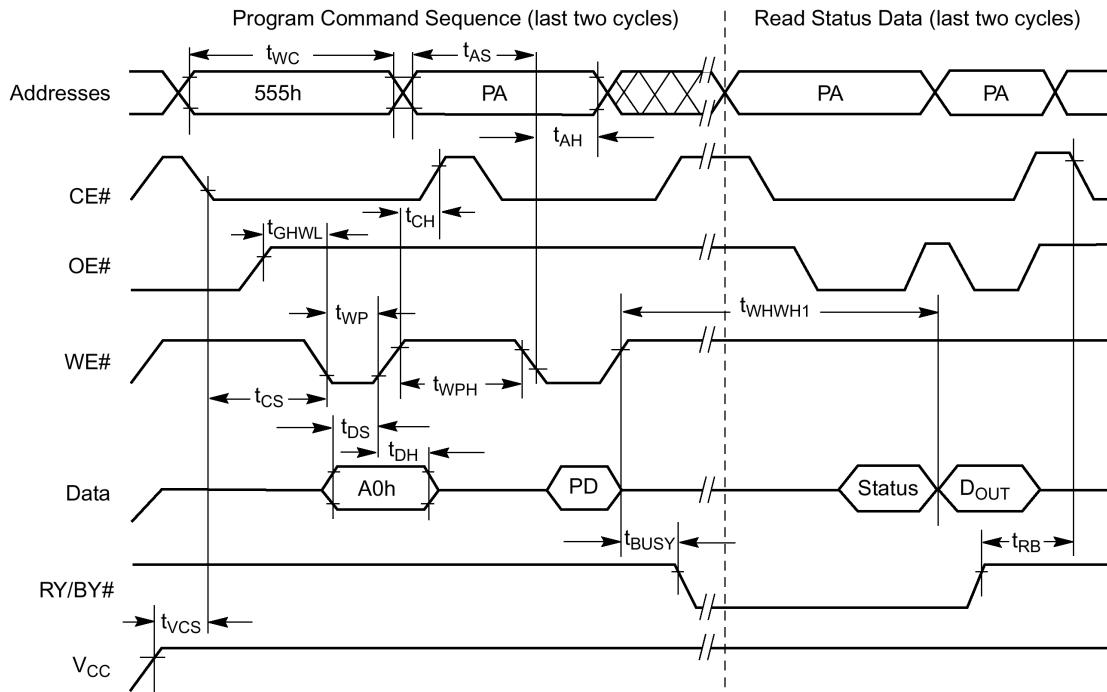 Program Command Sequence (last two cycles) Read Status Data (last two cycles)
tWC tAS
Addresses 555h PA PA PA
tAH
CE#
tCH
tGHWL
OE#
tWHWH1
tWP
WE#
tWPH
tCS
tDS
tDH
Data A0h PD Status DOUT
tBUSY tRB
RY/BY#
tVCS
VCC